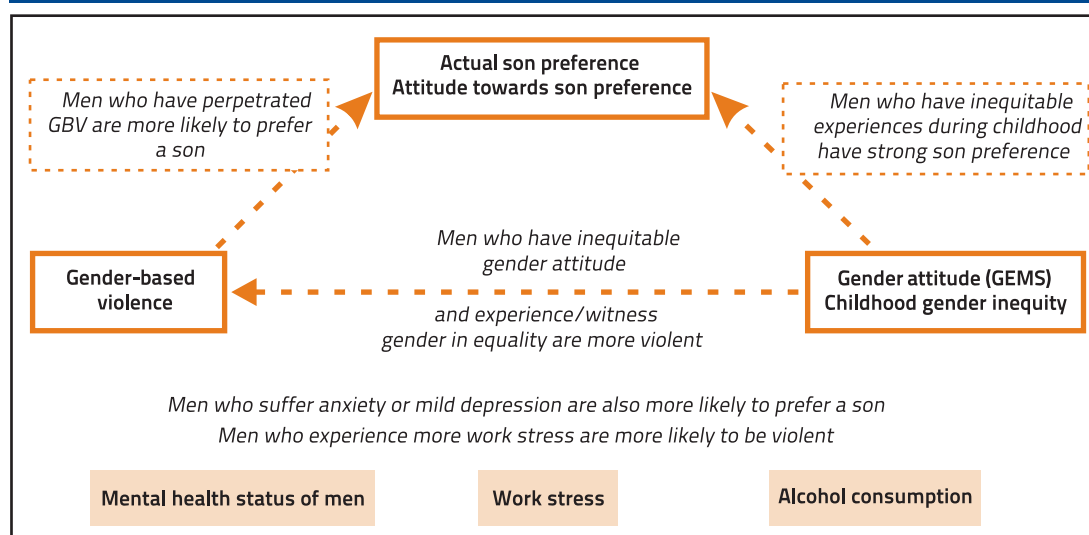 Actual son preference
Attitude towards son preference
Men who have perpetrated
GBV are more likely to prefer
a son
Men who have inequitable
experiences during childhood
have strong son preference
Men who have inequitable
gender attitude
Gender-based
violence
Gender attitude (GEMS)
Childhood gender inequity
and experience/witness
gender in equality are more violent
Men who suffer anxiety or mild depression are also more likely to prefer a son
Men who experience more work stress are more likely to be violent
Mental health status of men
Work stress
Alcohol consumption